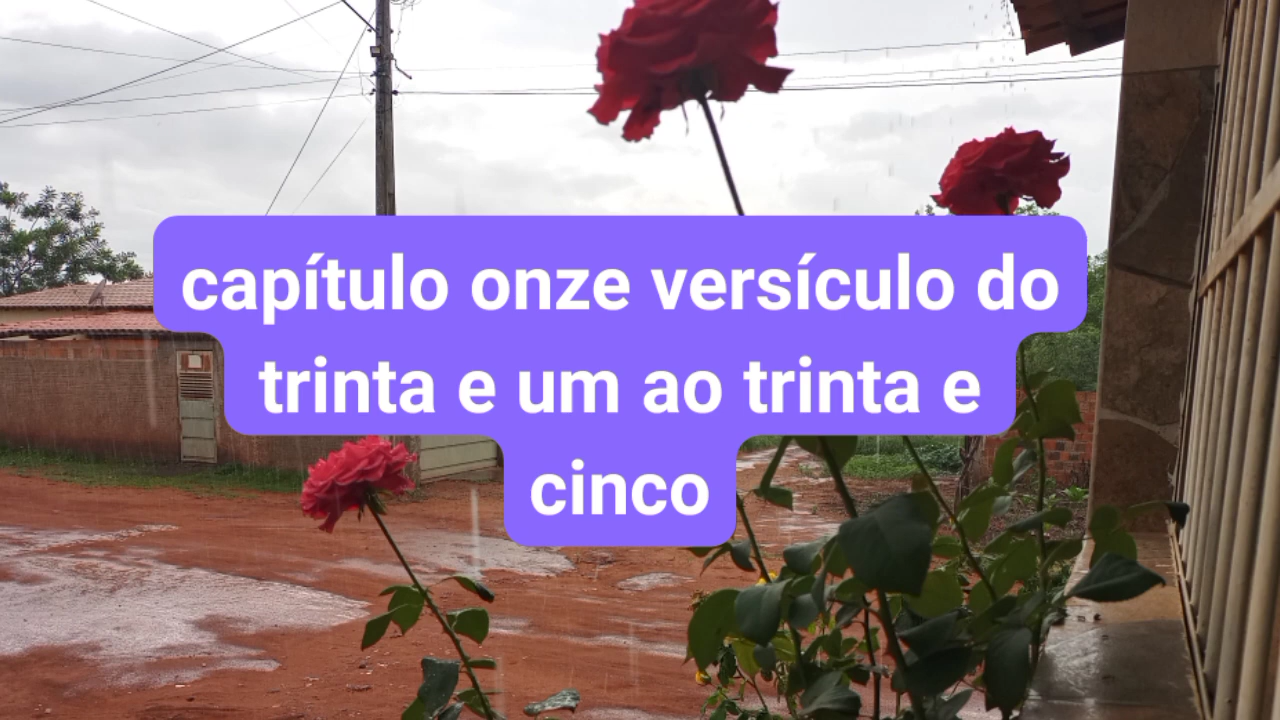 capítulo onze versículo do
trinta e um ao trinta e
cinco